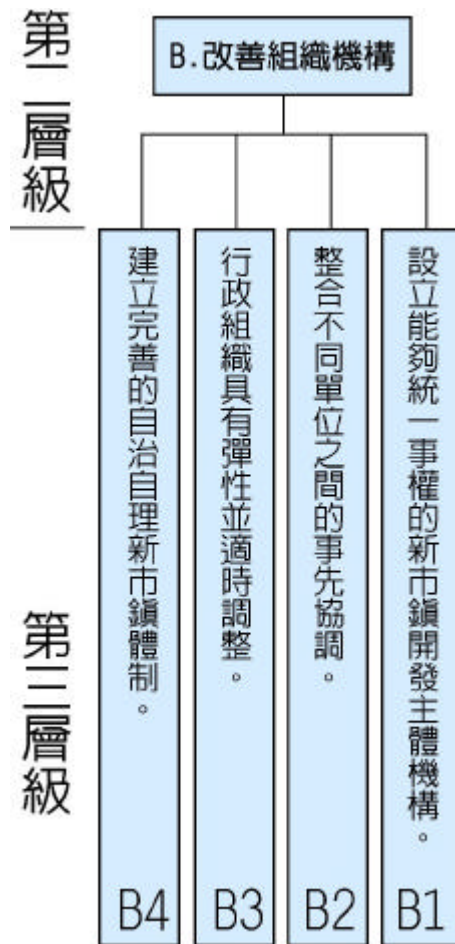 第二層級
B.改善組織機構
第三層級
設立能夠統一事權的新市鎮開發主體機構。
B1
整合不同單位之間的事先協調。
B2
行政組織具有彈性並適時調整。
B3
建立完善的自治自理新市鎮體制。
B4